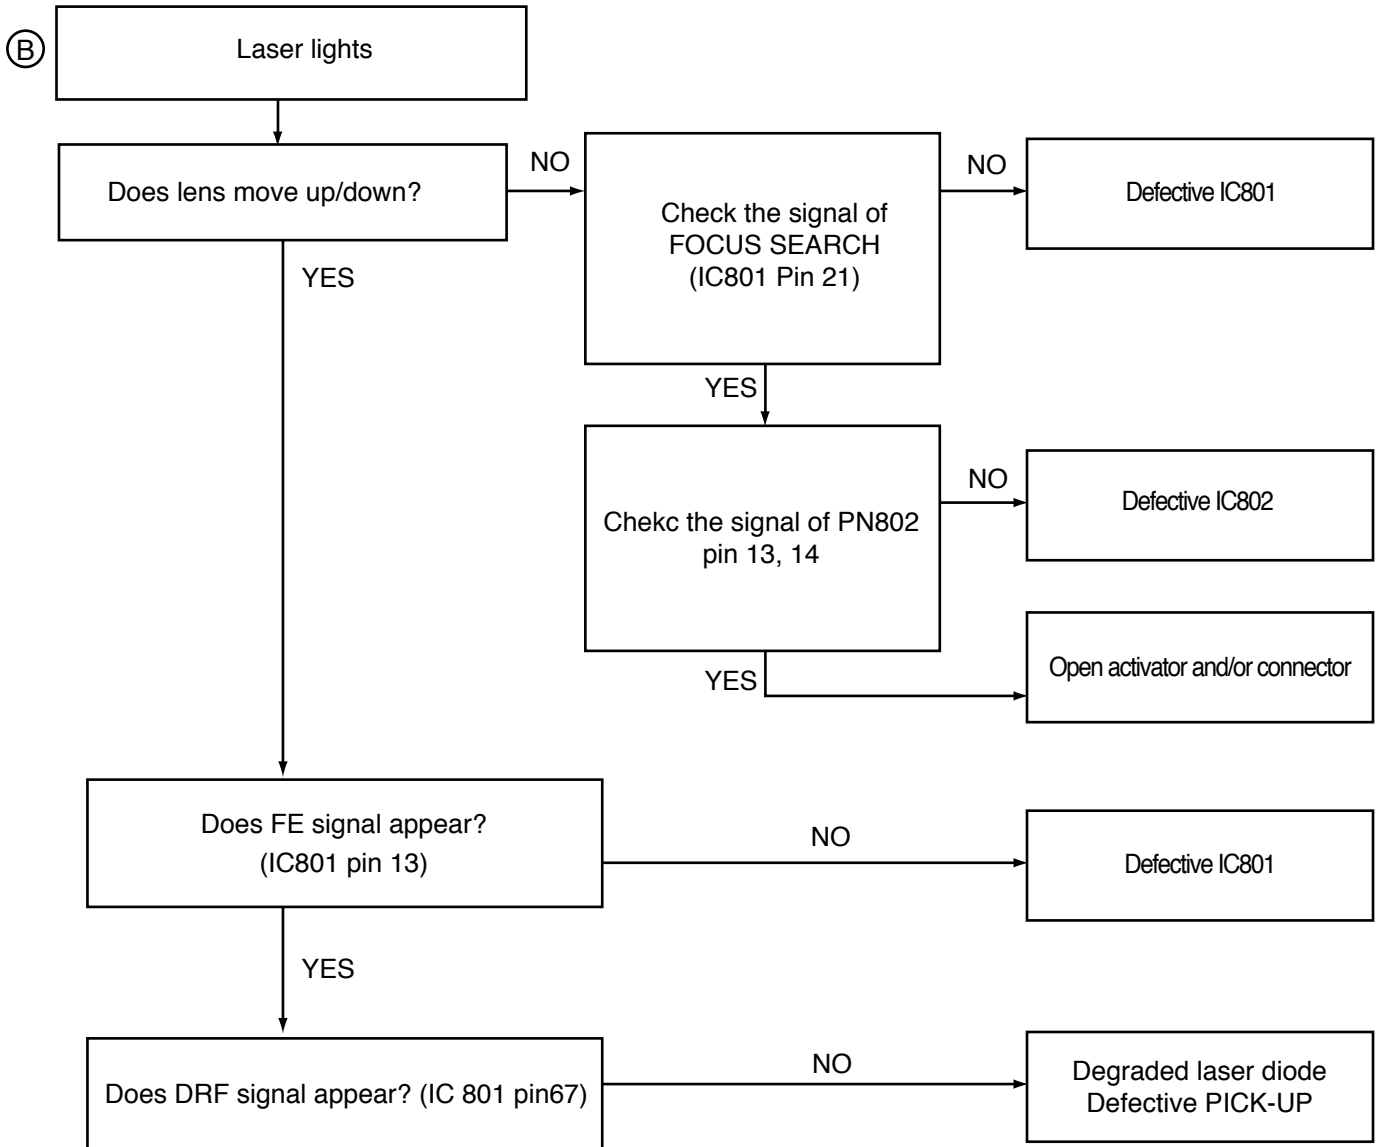 B
Laser lights
Does lens move up/down?
NO
Check the signal of
FOCUS SEARCH
(IC801 Pin 21)
NO
Defective IC801
YES
YES
Chekc the signal of PN802
pin 13, 14
NO
Defective IC802
YES
Open activator and/or connector
Does FE signal appear?
(IC801 pin 13)
NO
Defective IC801
YES
Does DRF signal appear? (IC 801 pin67)
NO
Degraded laser diode
Defective PICK-UP